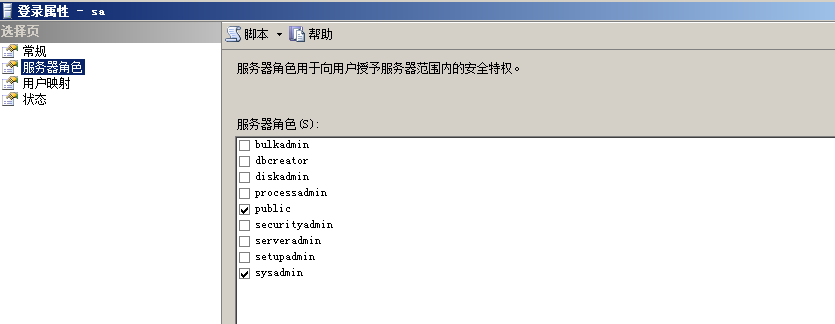 登录属性 - sa
选择页
常规
服务器角色
用户映射
状态
脚本 帮助
服务器角色用于向用户授予服务器范围内的安全特权。
服务器角色(S):
bulkadmin
dbcreator
diskadmin
processadmin
public
securityadmin
serveradmin
setupadmin
sysadmin